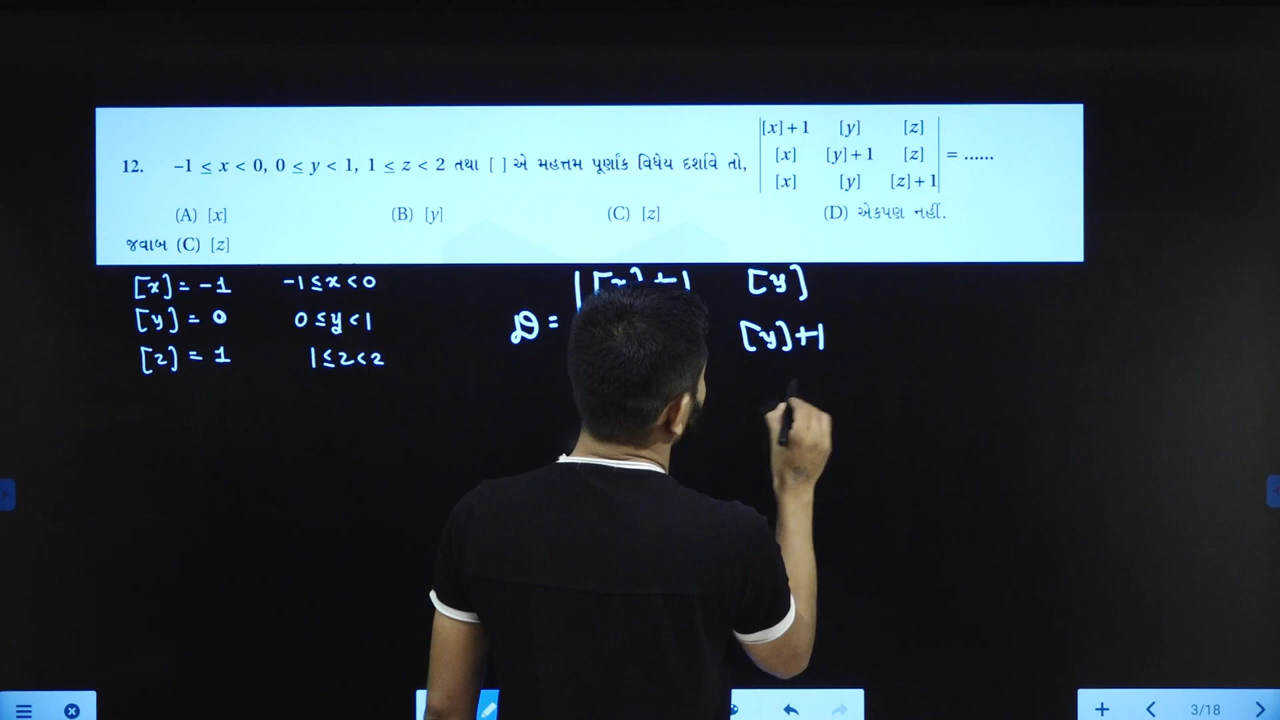 12. −1 ≤ x < 0, 0 ≤ y < 1, 1 ≤ z < 2 તથા [ ] એ મહત્તમ પૂર્ણાંક વિધેય દર્શાવે તો, |[x]+1 [y] [z]|
|[x] [y]+1 [z]| = ......
|[x] [y] [z]+1|
(A) [x] (B) [y] (C) [z] (D) એકપણ નહીં.
જવાબ (C) [z]
[x] = -1 -1 ≤ x < 0
[y] = 0 0 ≤ y < 1
[z] = 1 1 ≤ z < 2
D = |[x]+1 [y]
[y]+1
3/18